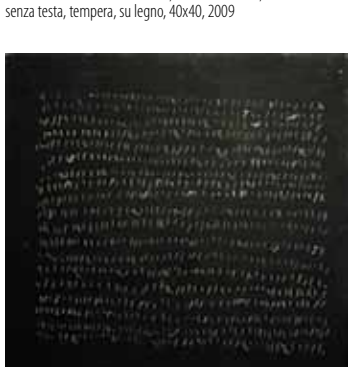 senza testa, tempera, su legno, 40x40, 2009